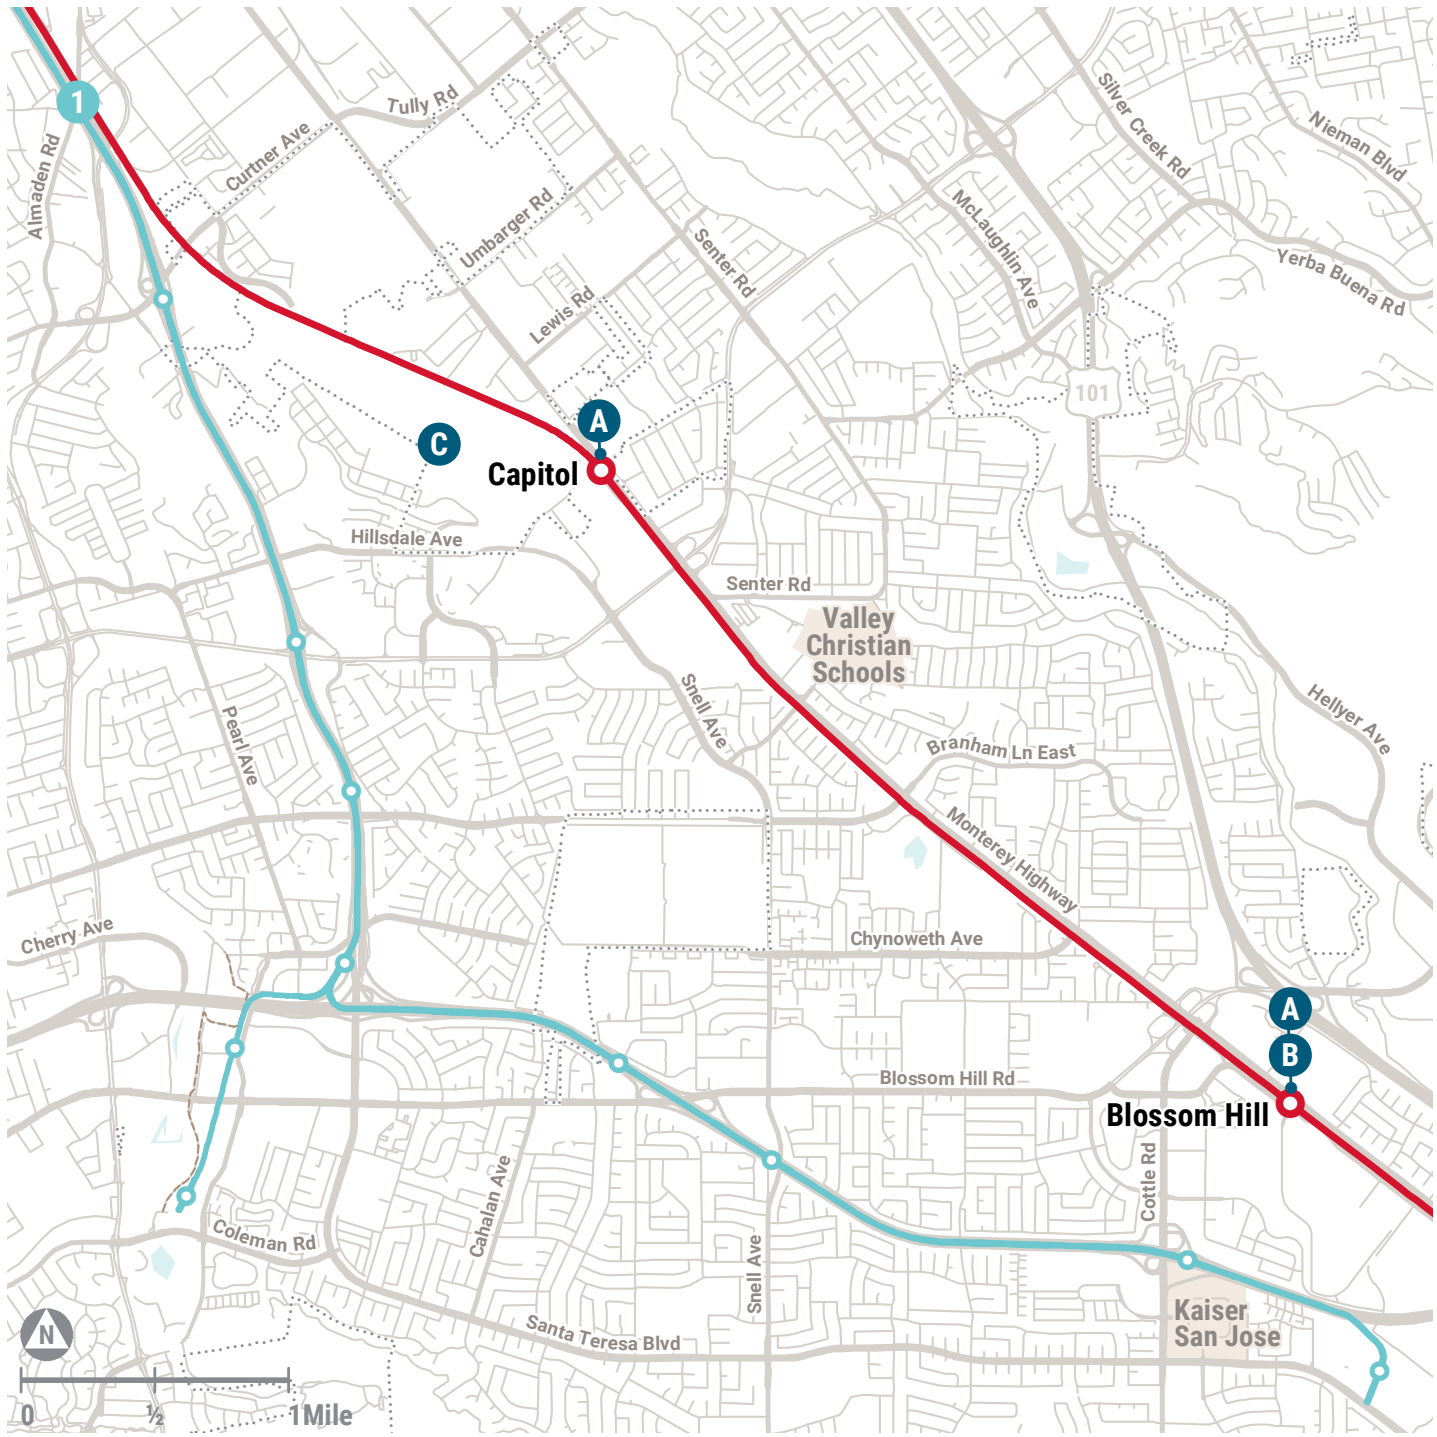 1
Tully Rd
Curtner Ave
Almaden Rd
Umbarger Rd
Silver Creek Rd
Nieman Blvd
McLaughlin Ave
Senter Rd
Yerba Buena Rd
Lewis Rd
101
A
C
Capitol
Hillsdale Ave
Senter Rd
Valley
Christian
Schools
Snell Ave
Pearl Ave
Hellyer Ave
Branham Ln East
Monterey Highway
Cherry Ave
Chynoweth Ave
A
B
Blossom Hill Rd
Blossom Hill
Cottle Rd
Cahalan Ave
Coleman Rd
Snell Ave
Kaiser
San Jose
Santa Teresa Blvd
N
0 ½ 1Mile